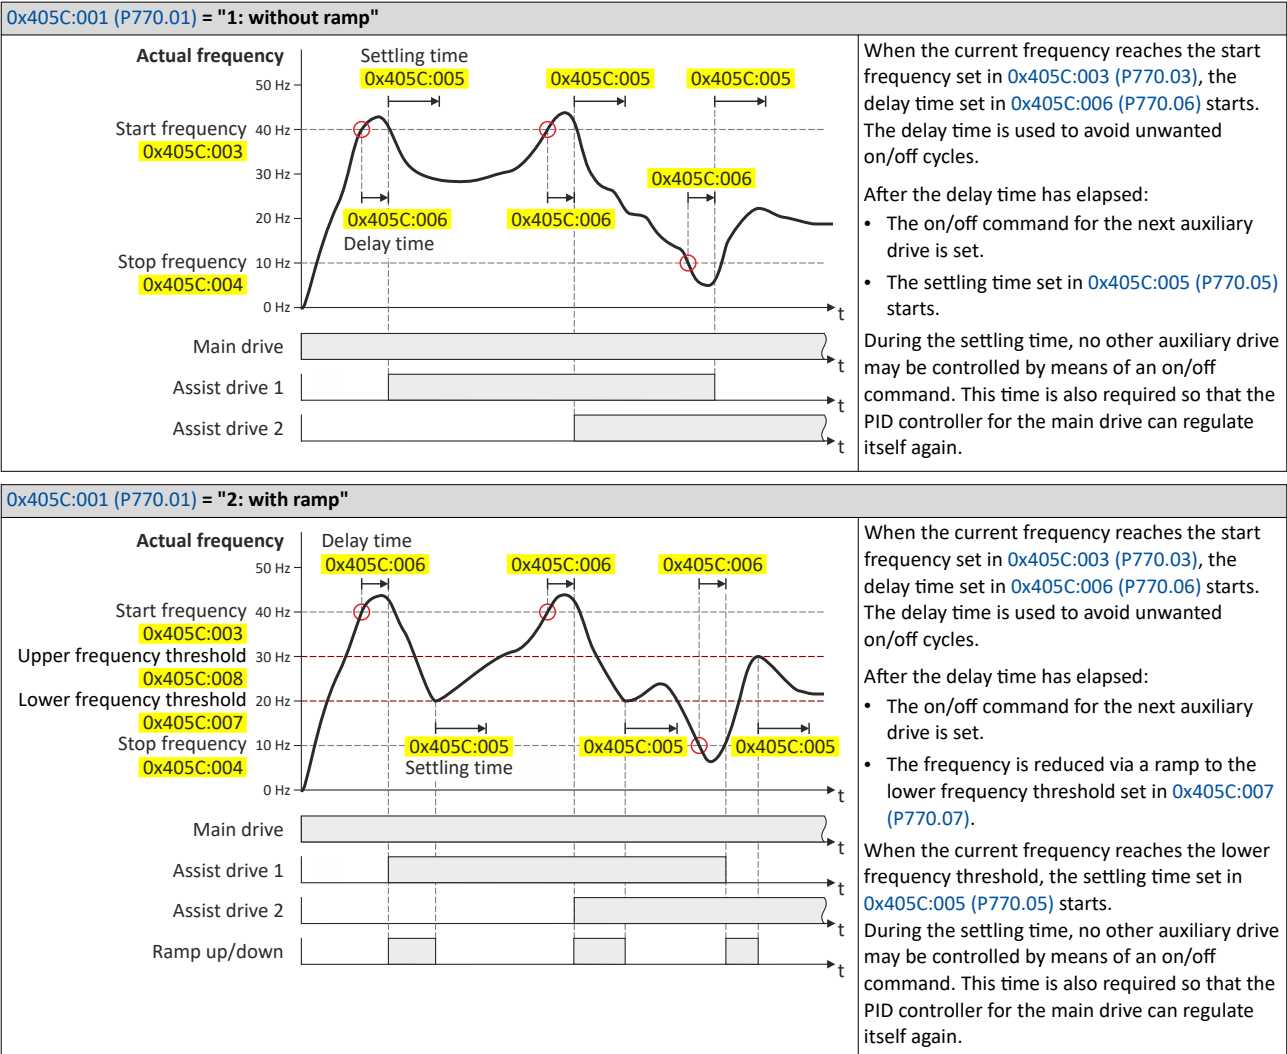 0x405C:001 (P770.01) = "1: without ramp"
Actual frequency
Settling time
0x405C:005
0x405C:005
0x405C:005
50 Hz
Start frequency
40 Hz
0x405C:003
30 Hz
0x405C:006
20 Hz
0x405C:006
0x405C:006
Delay time
Stop frequency
10 Hz
0x405C:004
0 Hz
t
Main drive
t
Assist drive 1
t
Assist drive 2
t
When the current frequency reaches the start
frequency set in 0x405C:003 (P770.03), the
delay time set in 0x405C:006 (P770.06) starts.
The delay time is used to avoid unwanted
on/off cycles.
After the delay time has elapsed:
• The on/off command for the next auxiliary
drive is set.
• The settling time set in 0x405C:005 (P770.05)
starts.
During the settling time, no other auxiliary drive
may be controlled by means of an on/off
command. This time is also required so that the
PID controller for the main drive can regulate
itself again.
0x405C:001 (P770.01) = "2: with ramp"
Actual frequency
Delay time
0x405C:006
0x405C:006
0x405C:006
50 Hz
Start frequency
40 Hz
0x405C:003
Upper frequency threshold
30 Hz
0x405C:008
Lower frequency threshold
20 Hz
0x405C:007
Stop frequency
10 Hz
0x405C:005
0x405C:005
0x405C:005
0x405C:004
Settling time
0 Hz
t
Main drive
t
Assist drive 1
t
Assist drive 2
t
Ramp up/down
t
When the current frequency reaches the start
frequency set in 0x405C:003 (P770.03), the
delay time set in 0x405C:006 (P770.06) starts.
The delay time is used to avoid unwanted
on/off cycles.
After the delay time has elapsed:
• The on/off command for the next auxiliary
drive is set.
• The frequency is reduced via a ramp to the
lower frequency threshold set in 0x405C:007
(P770.07).
When the current frequency reaches the lower
frequency threshold, the settling time set in
0x405C:005 (P770.05) starts.
During the settling time, no other auxiliary drive
may be controlled by means of an on/off
command. This time is also required so that the
PID controller for the main drive can regulate
itself again.